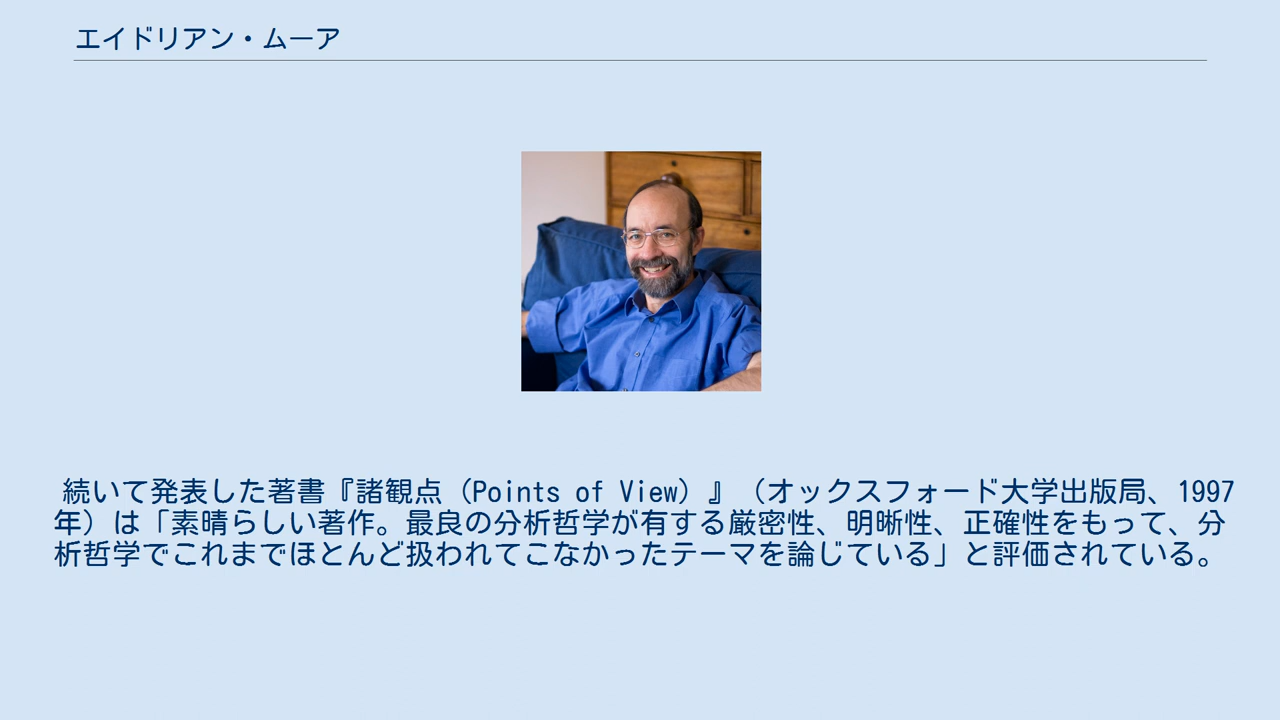 エイドリアン・ムーア
続いて発表した著書『諸観点（Points of View）』（オックスフォード大学出版局、1997
年）は「素晴らしい著作。最良の分析哲学が有する厳密性、明晰性、正確性をもって、分
析哲学でこれまでほとんど扱われてこなかったテーマを論じている」と評価されている。